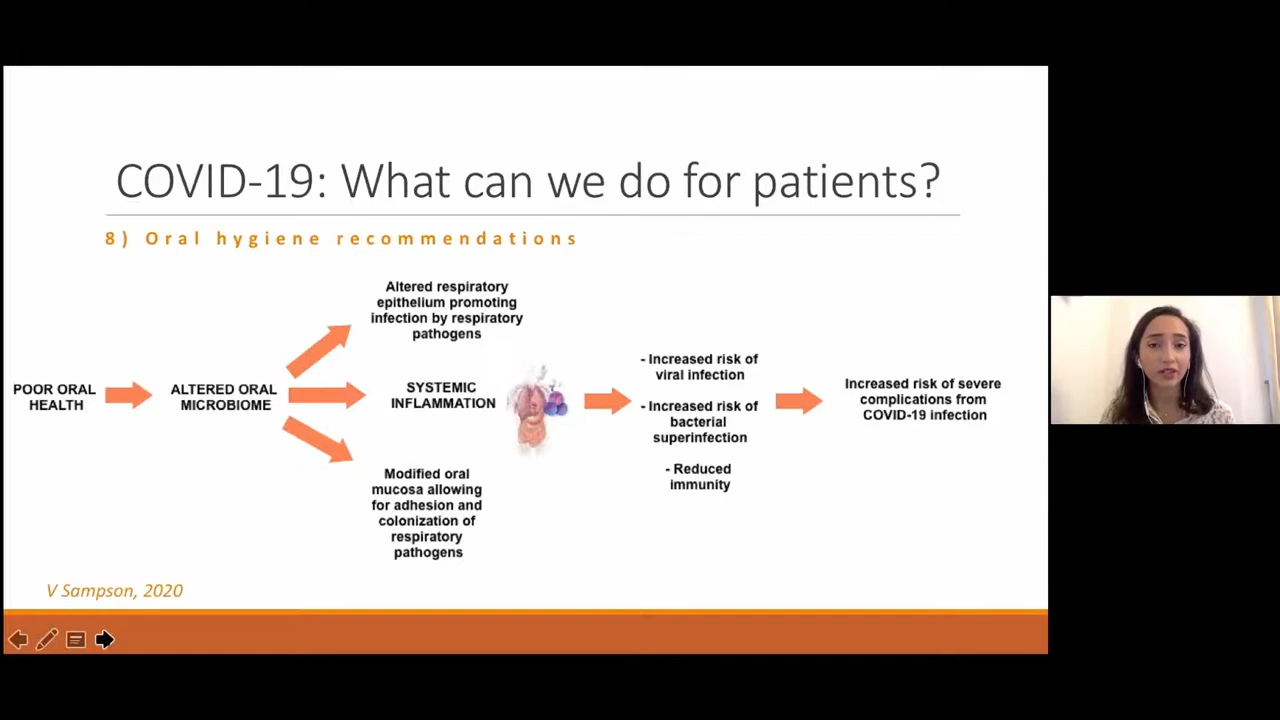 COVID-19: What can we do for patients?
8) Oral hygiene recommendations
POOR ORAL
HEALTH
ALTERED ORAL
MICROBIOME
Altered respiratory
epithelium promoting
infection by respiratory
pathogens
SYSTEMIC
INFLAMMATION
Modified oral
mucosa allowing
for adhesion and
colonization of
respiratory
pathogens
- Increased risk of
viral infection
- Increased risk of
bacterial
superinfection
- Reduced
immunity
Increased risk of severe
complications from
COVID-19 infection
V Sampson, 2020